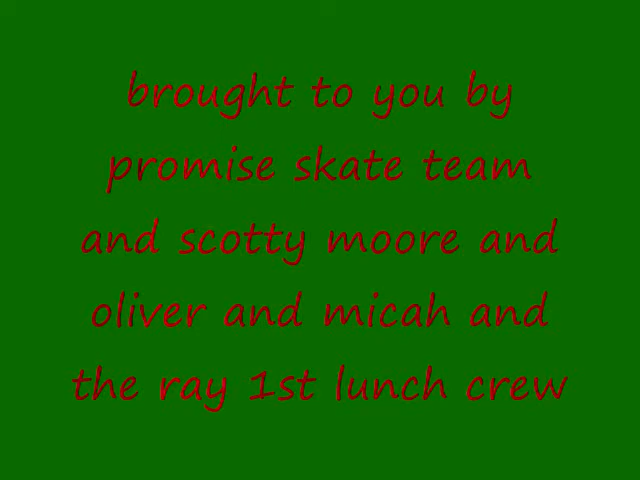 brought to you by
promise skate team
and scotty moore and
oliver and micah and
the ray 1st lunch crew